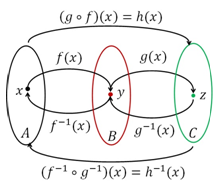 (g ∘ f)(x) = h(x)
f(x) g(x)
x y z
f⁻¹(x) g⁻¹(x)
A B C
(f⁻¹ ∘ g⁻¹)(x) = h⁻¹(x)